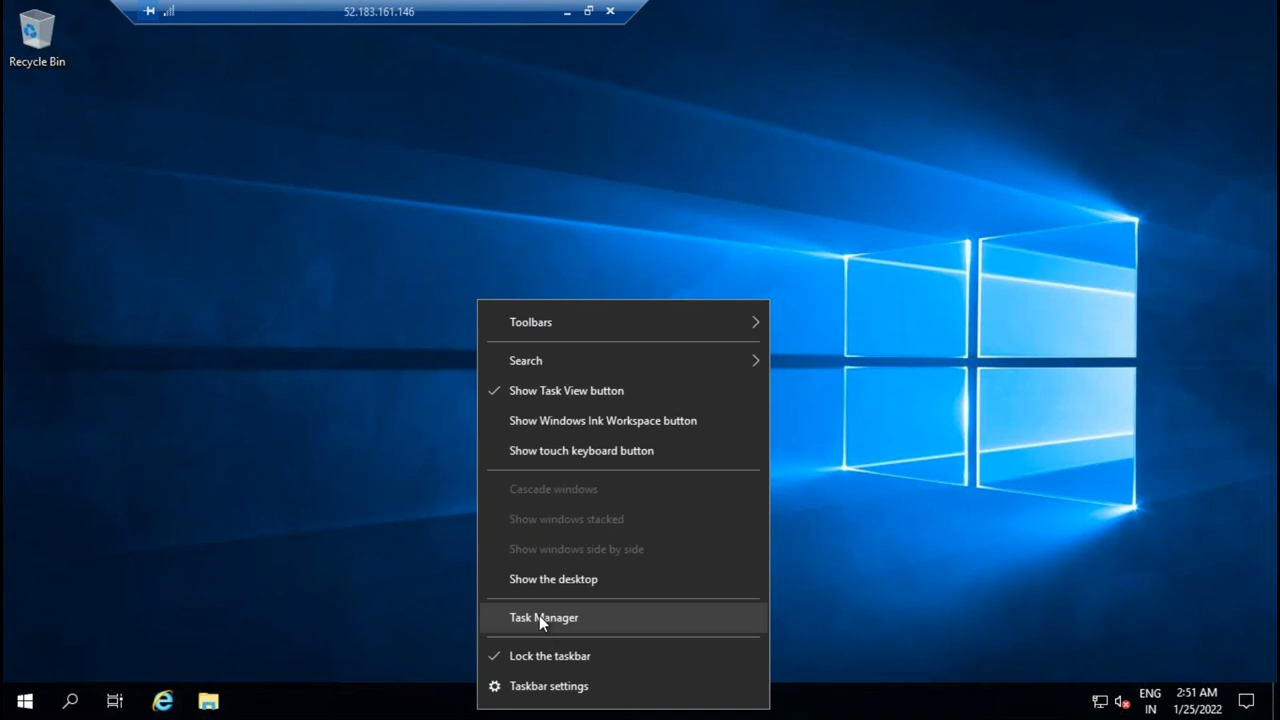 52.183.161.146
Recycle Bin
Toolbars
Search
Show Task View button
Show Windows Ink Workspace button
Show touch keyboard button
Cascade windows
Show windows stacked
Show windows side by side
Show the desktop
Task Manager
Lock the taskbar
Taskbar settings
ENG
IN
2:51 AM
1/25/2022